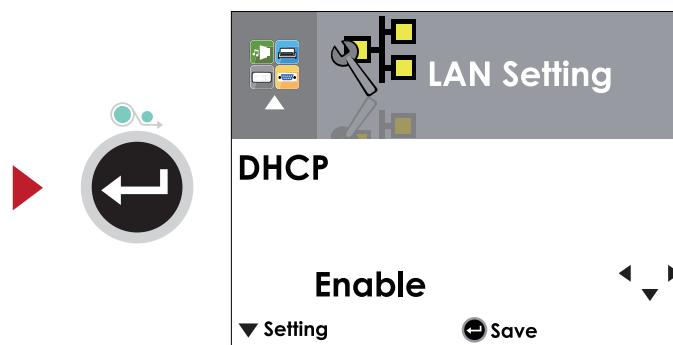 LAN Setting
DHCP
Enable
Setting
Save